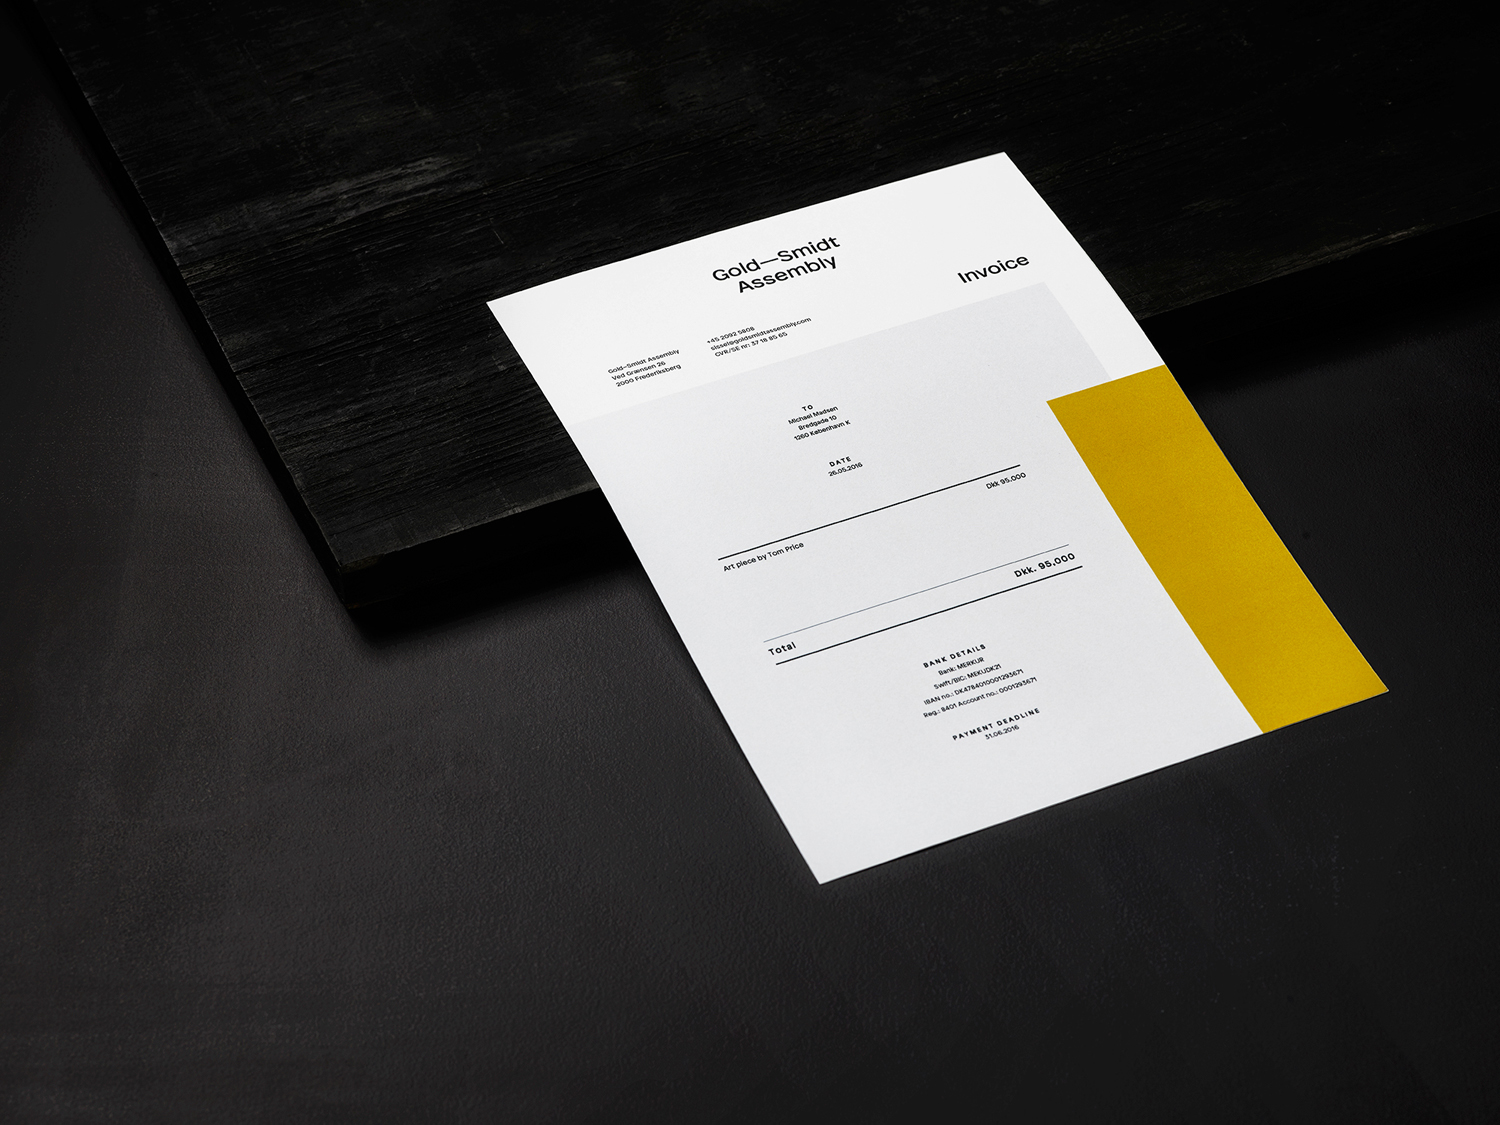 Gold—Smidt
Assembly
Invoice
Gold—Smidt Assembly
Ved Grænsen 26
2000 Frederiksberg
+45 2092 5808
sissel@goldsmidtassembly.com
CVR/SE nr: 37 18 85 65
TO
Michael Madsen
Bredgade 10
1260 København K
DATE
26.05.2016
Dkk 95.000
Art piece by Tom Price
Total
Dkk. 95,000
BANK DETAILS
Bank: MERKUR
Swift/BIC: MEKUDK21
IBAN no.: DK4784010001293671
Reg.: 8401 Account no.: 0001293671
PAYMENT DEADLINE
31.06.2016